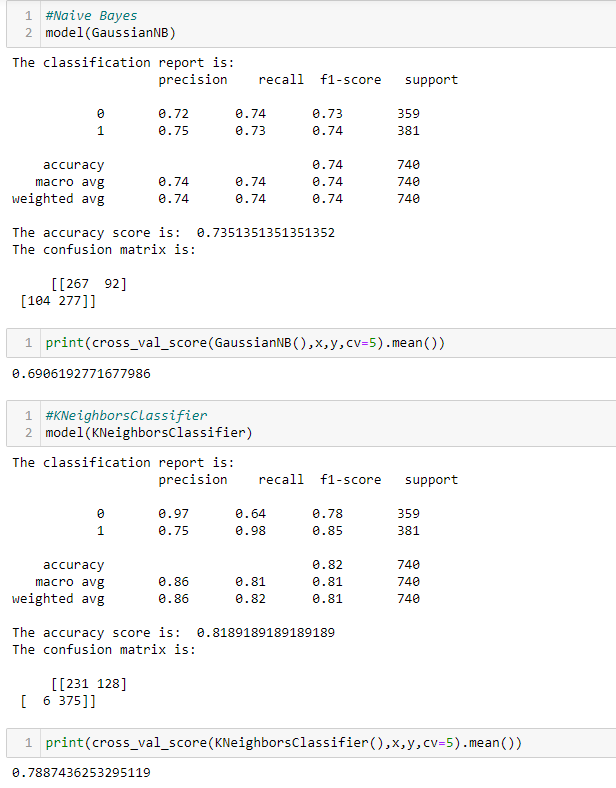 1 #Naive Bayes
2 model(GaussianNB)
The classification report is:
precision recall f1-score support
0 0.72 0.74 0.73 359
1 0.75 0.73 0.74 381
accuracy 0.74 740
macro avg 0.74 0.74 0.74 740
weighted avg 0.74 0.74 0.74 740
The accuracy score is: 0.7351351351351352
The confusion matrix is:
[[267 92]
[104 277]]
1 print(cross_val_score(GaussianNB(),x,y,cv=5).mean())
0.6906192771677986
1 #KNeighborsClassifier
2 model(KNeighborsClassifier)
The classification report is:
precision recall f1-score support
0 0.97 0.64 0.78 359
1 0.75 0.98 0.85 381
accuracy 0.82 740
macro avg 0.86 0.81 0.81 740
weighted avg 0.86 0.82 0.81 740
The accuracy score is: 0.8189189189189189
The confusion matrix is:
[[231 128]
[ 6 375]]
1 print(cross_val_score(KNeighborsClassifier(),x,y,cv=5).mean())
0.7887436253295119